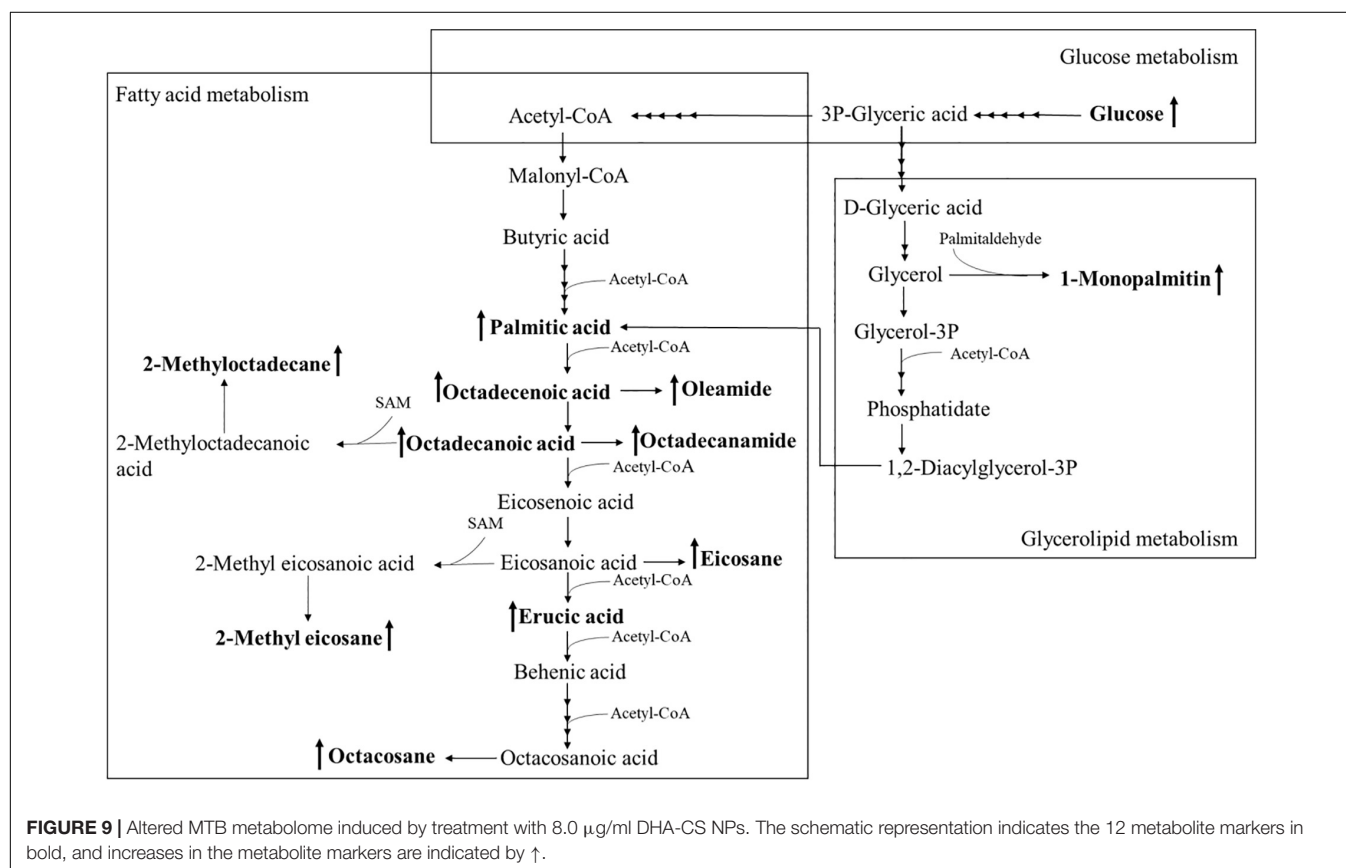 Glucose metabolism
Fatty acid metabolism
Acetyl-CoA
3P-Glyceric acid
Glucose ↑
Malonyl-CoA
D-Glyceric acid
Butyric acid
Palmitaldehyde
Acetyl-CoA
Glycerol
1-Monopalmitin ↑
↑ Palmitic acid
Glycerol-3P
Acetyl-CoA
Acetyl-CoA
2-Methyloctadecane ↑
↑ Octadecenoic acid
↑ Oleamide
SAM
Phosphatidate
2-Methyloctadecanoic
acid
↑ Octadecanoic acid
↑ Octadecanamide
Acetyl-CoA
1,2-Diacylglycerol-3P
Eicosenoic acid
SAM
Glycerolipid metabolism
2-Methyl eicosanoic acid
Eicosanoic acid
↑ Eicosane
Acetyl-CoA
↑ Erucic acid
2-Methyl eicosane ↑
Acetyl-CoA
Behenic acid
Acetyl-CoA
↑ Octacosane
Octacosanoic acid
FIGURE 9 | Altered MTB metabolome induced by treatment with 8.0 μg/ml DHA-CS NPs. The schematic representation indicates the 12 metabolite markers in
bold, and increases in the metabolite markers are indicated by ↑.